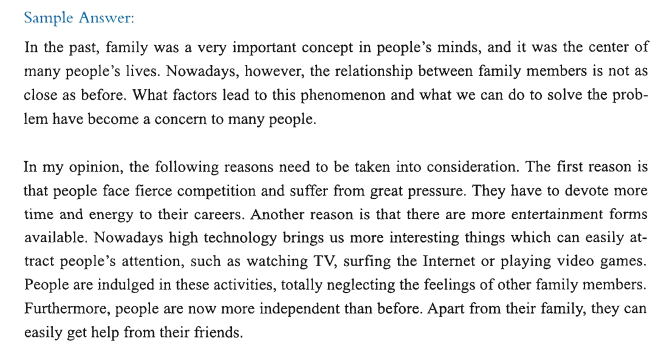 Sample Answer:
In the past, family was a very important concept in people's minds, and it was the center of
many people's lives. Nowadays, however, the relationship between family members is not as
close as before. What factors lead to this phenomenon and what we can do to solve the prob-
lem have become a concern to many people.
In my opinion, the following reasons need to be taken into consideration. The first reason is
that people face fierce competition and suffer from great pressure. They have to devote more
time and energy to their careers. Another reason is that there are more entertainment forms
available. Nowadays high technology brings us more interesting things which can easily at-
tract people's attention, such as watching TV, surfing the Internet or playing video games.
People are indulged in these activities, totally neglecting the feelings of other family members.
Furthermore, people are now more independent than before. Apart from their family, they can
easily get help from their friends.